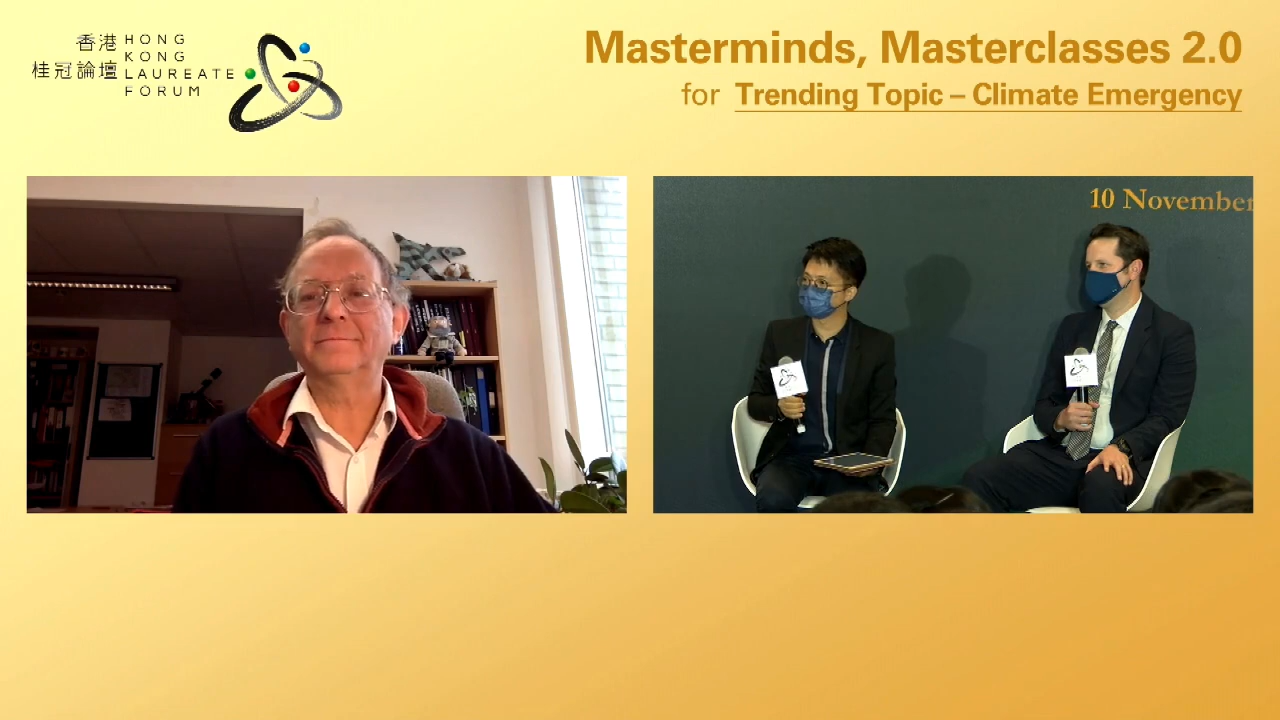 香港
桂冠論壇
HONG
KONG
LAUREATE
FORUM
Masterminds, Masterclasses 2.0
for Trending Topic – Climate Emergency
10 November